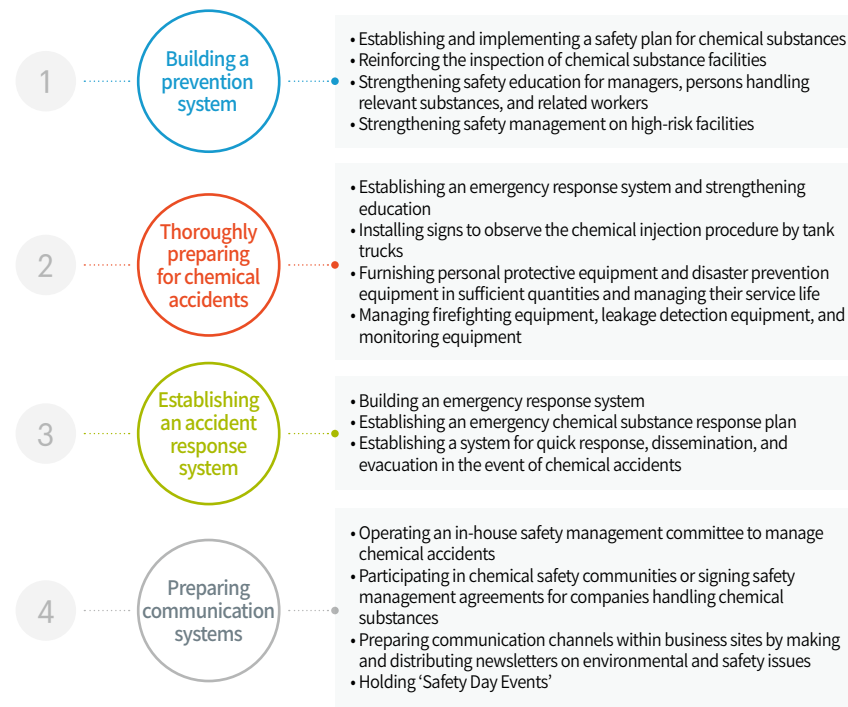 1
Building a
prevention
system
• Establishing and implementing a safety plan for chemical substances
• Reinforcing the inspection of chemical substance facilities
• Strengthening safety education for managers, persons handling
relevant substances, and related workers
• Strengthening safety management on high-risk facilities
2
Thoroughly
preparing
for chemical
accidents
• Establishing an emergency response system and strengthening
education
• Installing signs to observe the chemical injection procedure by tank
trucks
• Furnishing personal protective equipment and disaster prevention
equipment in sufficient quantities and managing their service life
• Managing firefighting equipment, leakage detection equipment, and
monitoring equipment
3
Establishing
an accident
response
system
• Building an emergency response system
• Establishing an emergency chemical substance response plan
• Establishing a system for quick response, dissemination, and
evacuation in the event of chemical accidents
4
Preparing
communication
systems
• Operating an in-house safety management committee to manage
chemical accidents
• Participating in chemical safety communities or signing safety
management agreements for companies handling chemical
substances
• Preparing communication channels within business sites by making
and distributing newsletters on environmental and safety issues
• Holding ‘Safety Day Events’